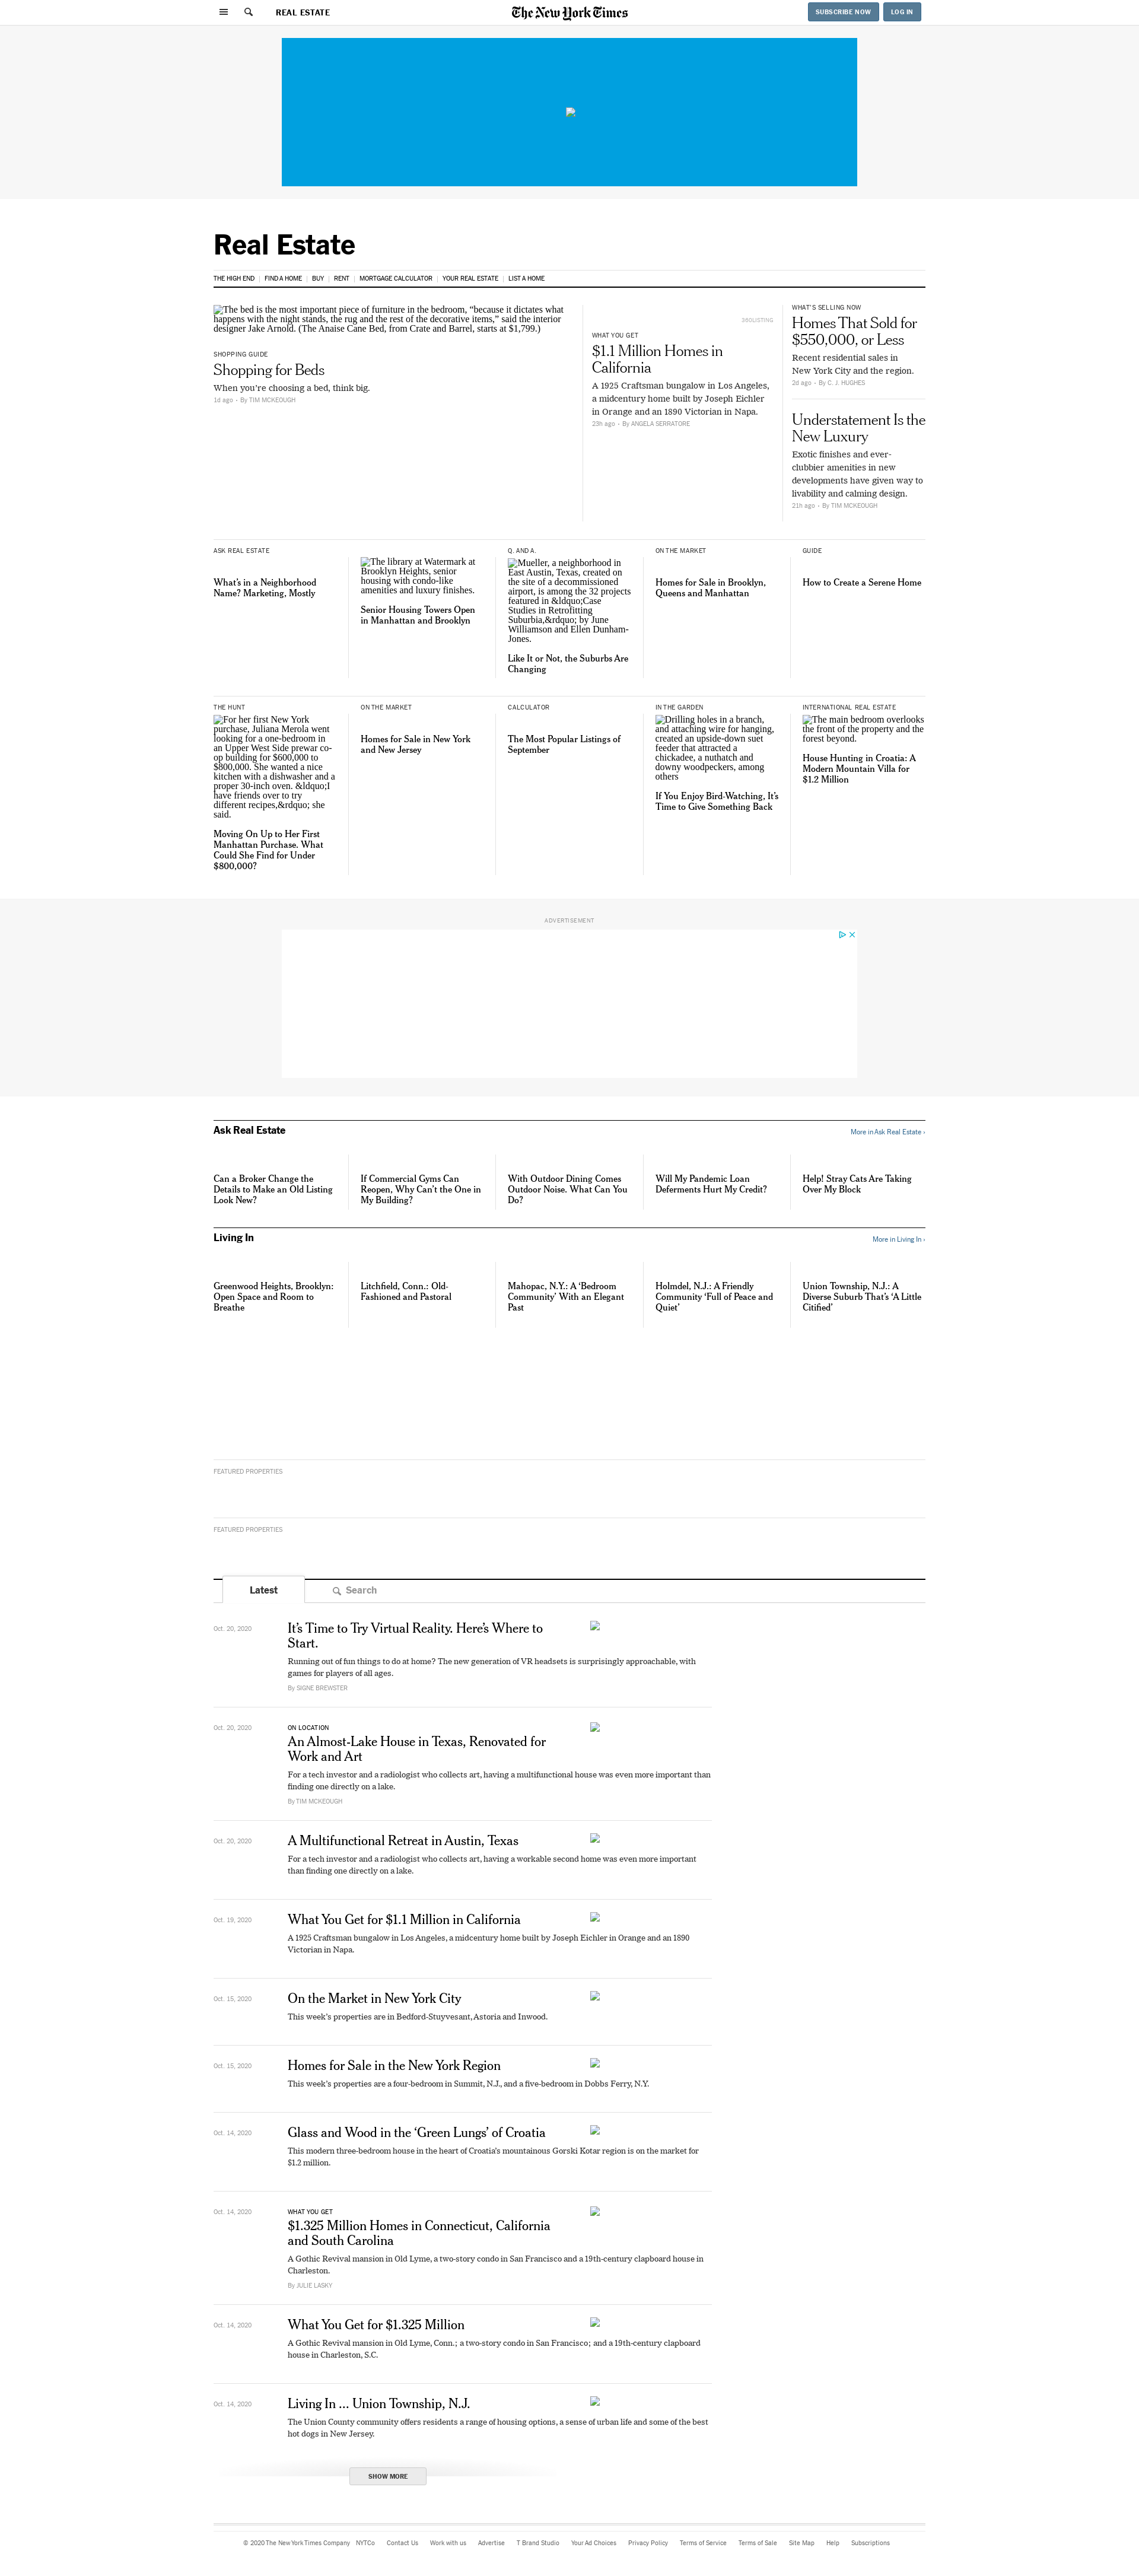 REAL ESTATE
The New York Times
SUBSCRIBE NOW
LOG IN
Real Estate
THE HIGH END | FIND A HOME | BUY | RENT | MORTGAGE CALCULATOR | YOUR REAL ESTATE | LIST A HOME
The bed is the most important piece of furniture in the bedroom, “because it dictates what
happens with the night stands, the rug and the rest of the decorative items,” said the interior
designer Jake Arnold. (The Anaise Cane Bed, from Crate and Barrel, starts at $1,799.)
SHOPPING GUIDE
Shopping for Beds
When you’re choosing a bed, think big.
1d ago - By TIM MCKEOUGH
360LISTING
WHAT YOU GET
$1.1 Million Homes in
California
A 1925 Craftsman bungalow in Los Angeles,
a midcentury home built by Joseph Eichler
in Orange and an 1890 Victorian in Napa.
23h ago - By ANGELA SERRATORE
WHAT’S SELLING NOW
Homes That Sold for
$550,000, or Less
Recent residential sales in
New York City and the region.
2d ago - By C. J. HUGHES
Understatement Is the
New Luxury
Exotic finishes and ever-
clubbier amenities in new
developments have given way to
livability and calming design.
21h ago - By TIM MCKEOUGH
ASK REAL ESTATE
What’s in a Neighborhood
Name? Marketing, Mostly
The library at Watermark at
Brooklyn Heights, senior
housing with condo-like
amenities and luxury finishes.
Senior Housing Towers Open
in Manhattan and Brooklyn
Q. AND A.
Mueller, a neighborhood in
East Austin, Texas, created on
the site of a decommissioned
airport, is among the 32 projects
featured in &ldquo;Case
Studies in Retrofitting
Suburbia,&rdquo; by June
Williamson and Ellen Dunham-
Jones.
Like It or Not, the Suburbs Are
Changing
ON THE MARKET
Homes for Sale in Brooklyn,
Queens and Manhattan
GUIDE
How to Create a Serene Home
THE HUNT
For her first New York
purchase, Juliana Merola went
looking for a one-bedroom in
an Upper West Side prewar co-
op building for $600,000 to
$800,000. She wanted a nice
kitchen with a dishwasher and a
proper 30-inch oven. &ldquo;I
have friends over to try
different recipes,&rdquo; she
said.
Moving On Up to Her First
Manhattan Purchase. What
Could She Find for Under
$800,000?
ON THE MARKET
Homes for Sale in New York
and New Jersey
CALCULATOR
The Most Popular Listings of
September
IN THE GARDEN
Drilling holes in a branch,
and attaching wire for hanging,
created an upside-down suet
feeder that attracted a
chickadee, a nuthatch and
downy woodpeckers, among
others
If You Enjoy Bird-Watching, It’s
Time to Give Something Back
INTERNATIONAL REAL ESTATE
The main bedroom overlooks
the front of the property and the
forest beyond.
House Hunting in Croatia: A
Modern Mountain Villa for
$1.2 Million
ADVERTISEMENT
Ask Real Estate
More in Ask Real Estate ›
Can a Broker Change the
Details to Make an Old Listing
Look New?
If Commercial Gyms Can
Reopen, Why Can’t the One in
My Building?
With Outdoor Dining Comes
Outdoor Noise. What Can You
Do?
Will My Pandemic Loan
Deferments Hurt My Credit?
Help! Stray Cats Are Taking
Over My Block
Living In
More in Living In ›
Greenwood Heights, Brooklyn:
Open Space and Room to
Breathe
Litchfield, Conn.: Old-
Fashioned and Pastoral
Mahopac, N.Y.: A ‘Bedroom
Community’ With an Elegant
Past
Holmdel, N.J.: A Friendly
Community ‘Full of Peace and
Quiet’
Union Township, N.J.: A
Diverse Suburb That’s ‘A Little
Citified’
FEATURED PROPERTIES
FEATURED PROPERTIES
Latest
Search
Oct. 20, 2020
It’s Time to Try Virtual Reality. Here’s Where to
Start.
Running out of fun things to do at home? The new generation of VR headsets is surprisingly approachable, with
games for players of all ages.
By SIGNE BREWSTER
Oct. 20, 2020
ON LOCATION
An Almost-Lake House in Texas, Renovated for
Work and Art
For a tech investor and a radiologist who collects art, having a multifunctional house was even more important than
finding one directly on a lake.
By TIM MCKEOUGH
Oct. 20, 2020
A Multifunctional Retreat in Austin, Texas
For a tech investor and a radiologist who collects art, having a workable second home was even more important
than finding one directly on a lake.
Oct. 19, 2020
What You Get for $1.1 Million in California
A 1925 Craftsman bungalow in Los Angeles, a midcentury home built by Joseph Eichler in Orange and an 1890
Victorian in Napa.
Oct. 15, 2020
On the Market in New York City
This week’s properties are in Bedford-Stuyvesant, Astoria and Inwood.
Oct. 15, 2020
Homes for Sale in the New York Region
This week’s properties are a four-bedroom in Summit, N.J., and a five-bedroom in Dobbs Ferry, N.Y.
Oct. 14, 2020
Glass and Wood in the ‘Green Lungs’ of Croatia
This modern three-bedroom house in the heart of Croatia’s mountainous Gorski Kotar region is on the market for
$1.2 million.
Oct. 14, 2020
WHAT YOU GET
$1.325 Million Homes in Connecticut, California
and South Carolina
A Gothic Revival mansion in Old Lyme, a two-story condo in San Francisco and a 19th-century clapboard house in
Charleston.
By JULIE LASKY
Oct. 14, 2020
What You Get for $1.325 Million
A Gothic Revival mansion in Old Lyme, Conn.; a two-story condo in San Francisco; and a 19th-century clapboard
house in Charleston, S.C.
Oct. 14, 2020
Living In ... Union Township, N.J.
The Union County community offers residents a range of housing options, a sense of urban life and some of the best
hot dogs in New Jersey.
SHOW MORE
© 2020 The New York Times Company NYTCo Contact Us Work with us Advertise T Brand Studio Your Ad Choices Privacy Policy Terms of Service Terms of Sale Site Map Help Subscriptions